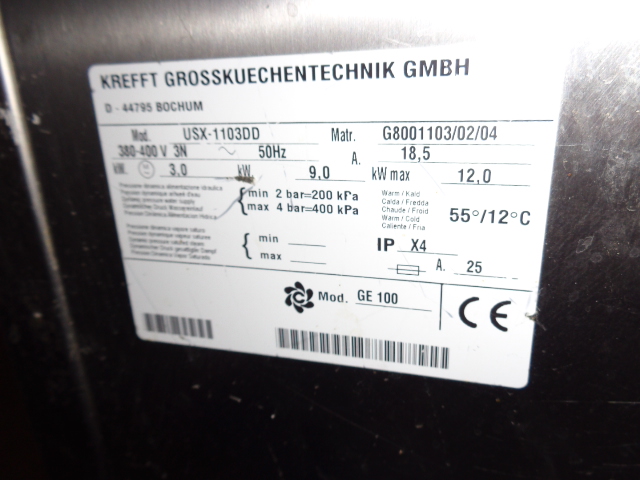 KREFFT GROSSKUECHENTECHNIK GMBH
D - 44795 BOCHUM
Mod. USX-1103DD Matr. G8001103/02/04
380-400 V 3N ~ 50Hz A. 18,5
kW. 3,0 kW 9,0 kW max 12,0
min 2 bar=200 kPa
max 4 bar=400 kPa
Warm / Kald
Calda / Fredda
Chaude / Froid
Warm / Cold
Caliente / Fria
55°/12°C
min
max
IP X4
A. 25
C Mod. GE 100
CE